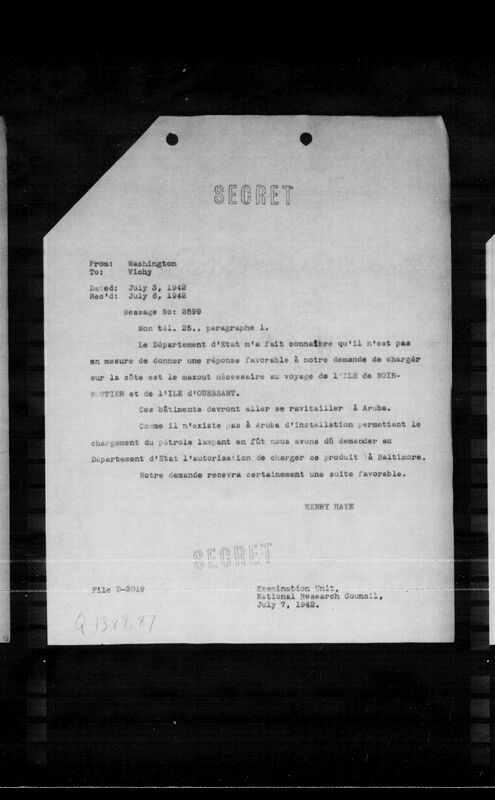 SECRET
From: Washington
To: Vichy
Dated: July 3, 1942
Rec'd: July 6, 1942
Message No: 2599
Mon tél. 25.. paragraphe 1.
Le Département d'Etat m'a fait connaître qu'il n'est pas
en mesure de donner une réponse favorable à notre demande de chargér
sur la côte est le mazout nécessaire au voyage de l'ILE de NOIR-
MOUTIER et de l'ILE d'OUESSANT.
Ces bâtiments devront aller se ravitailler à Aruba.
Comme il n'existe pas à Aruba d'installation permettant le
chargement du pétrole lampant en fût nous avons dû demander au
Département d'Etat l'autorisation de charger ce produit à Baltimore.
Notre demande recevra certainement une suite favorable.
HENRY HAYE
SECRET
File D-2019
Examination Unit,
National Research Council,
July 7, 1942.
Q 1388,87